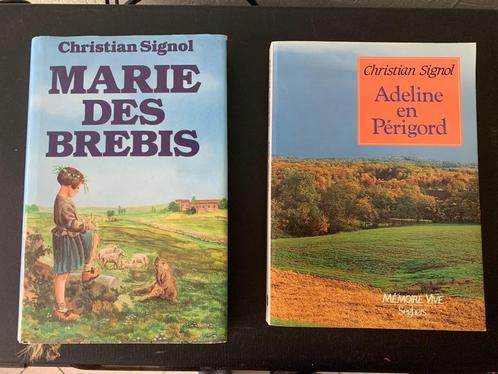 Christian Signol
MARIE
DES
BREBIS
Christian Signol
Adeline
en
Périgord
MÉMOIRE VIVE
Seghers